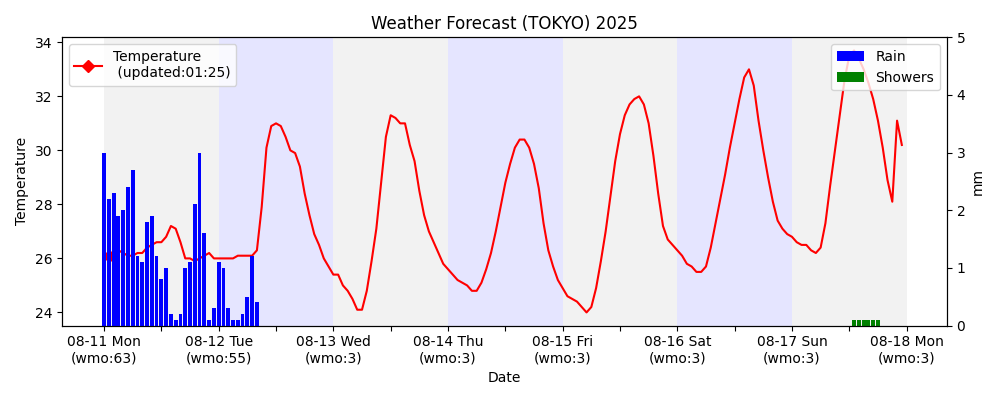 Weather Forecast (TOKYO) 2025
Temperature
(updated:01:25)
Rain
Showers
34
32
30
28
26
24
Temperature
5
4
3
2
1
0
mm
08-11 Mon
(wmo:63)
08-12 Tue
(wmo:55)
08-13 Wed
(wmo:3)
08-14 Thu
(wmo:3)
08-15 Fri
(wmo:3)
08-16 Sat
(wmo:3)
08-17 Sun
(wmo:3)
08-18 Mon
(wmo:3)
Date